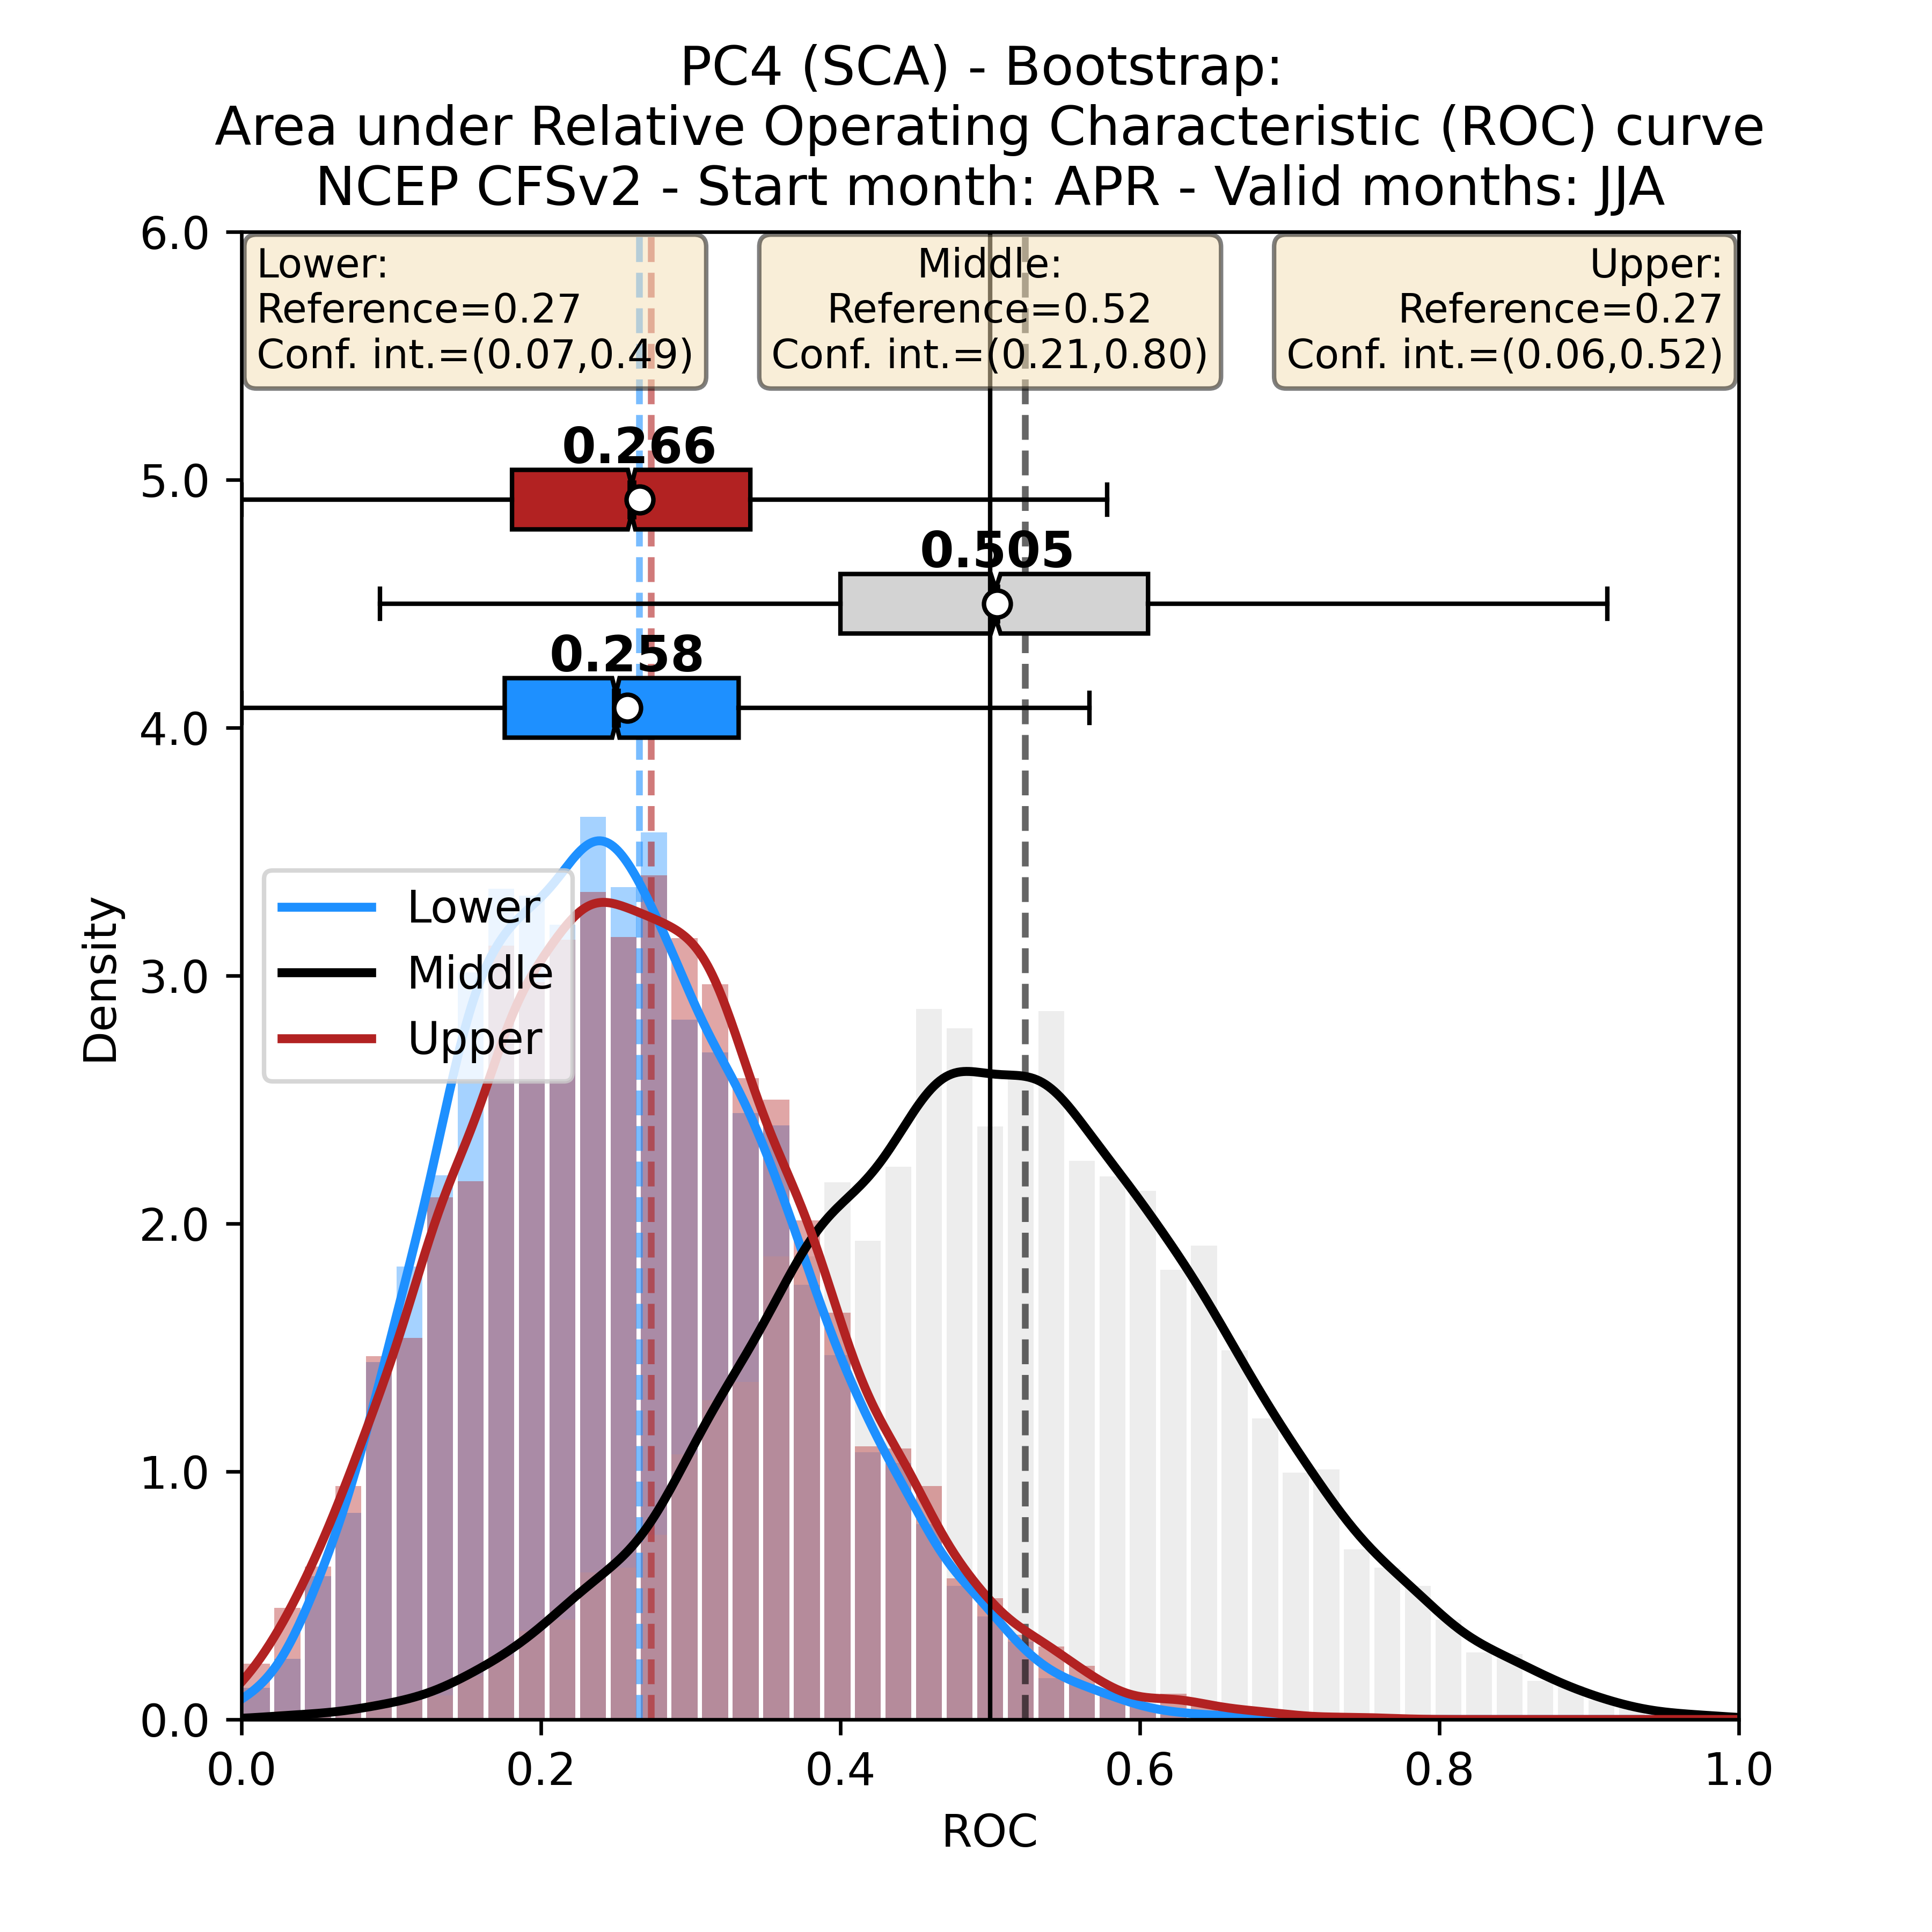 PC4 (SCA) - Bootstrap:
Area under Relative Operating Characteristic (ROC) curve
NCEP CFSv2 - Start month: APR - Valid months: JJA
Lower:
Reference=0.27
Conf. int.=(0.07,0.49)
Middle:
Reference=0.52
Conf. int.=(0.21,0.80)
Upper:
Reference=0.27
Conf. int.=(0.06,0.52)
0.266
0.505
0.258
Lower
Middle
Upper
Density
6.0
5.0
4.0
3.0
2.0
1.0
0.0
0.0 0.2 0.4 0.6 0.8 1.0
ROC